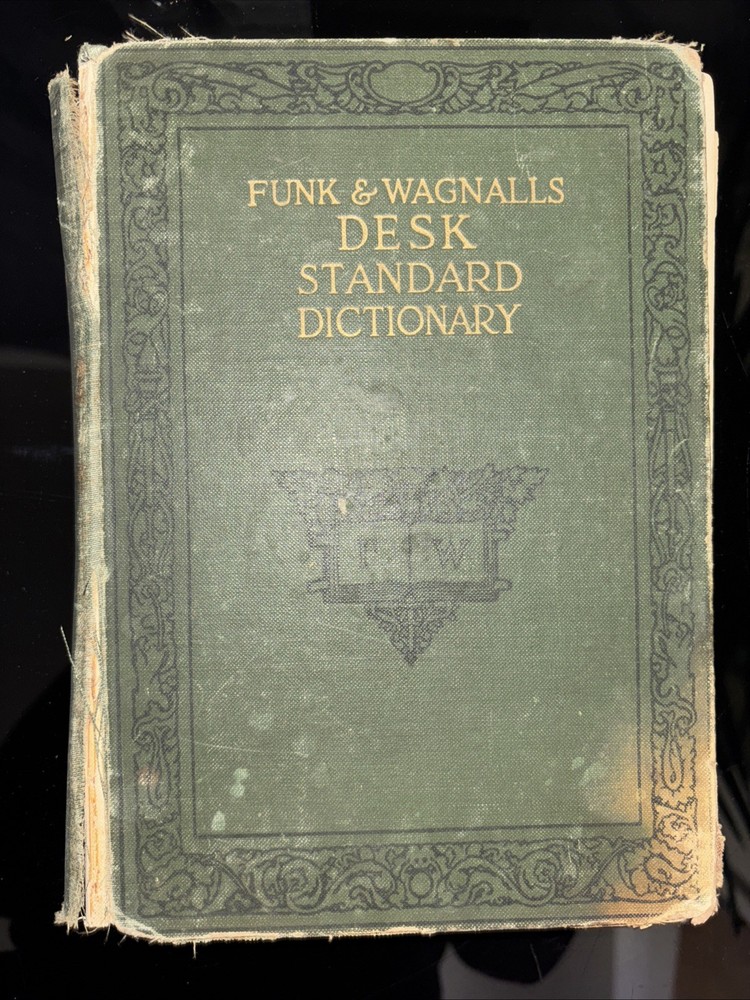 FUNK & WAGNALLS
DESK
STANDARD
DICTIONARY
F. W.